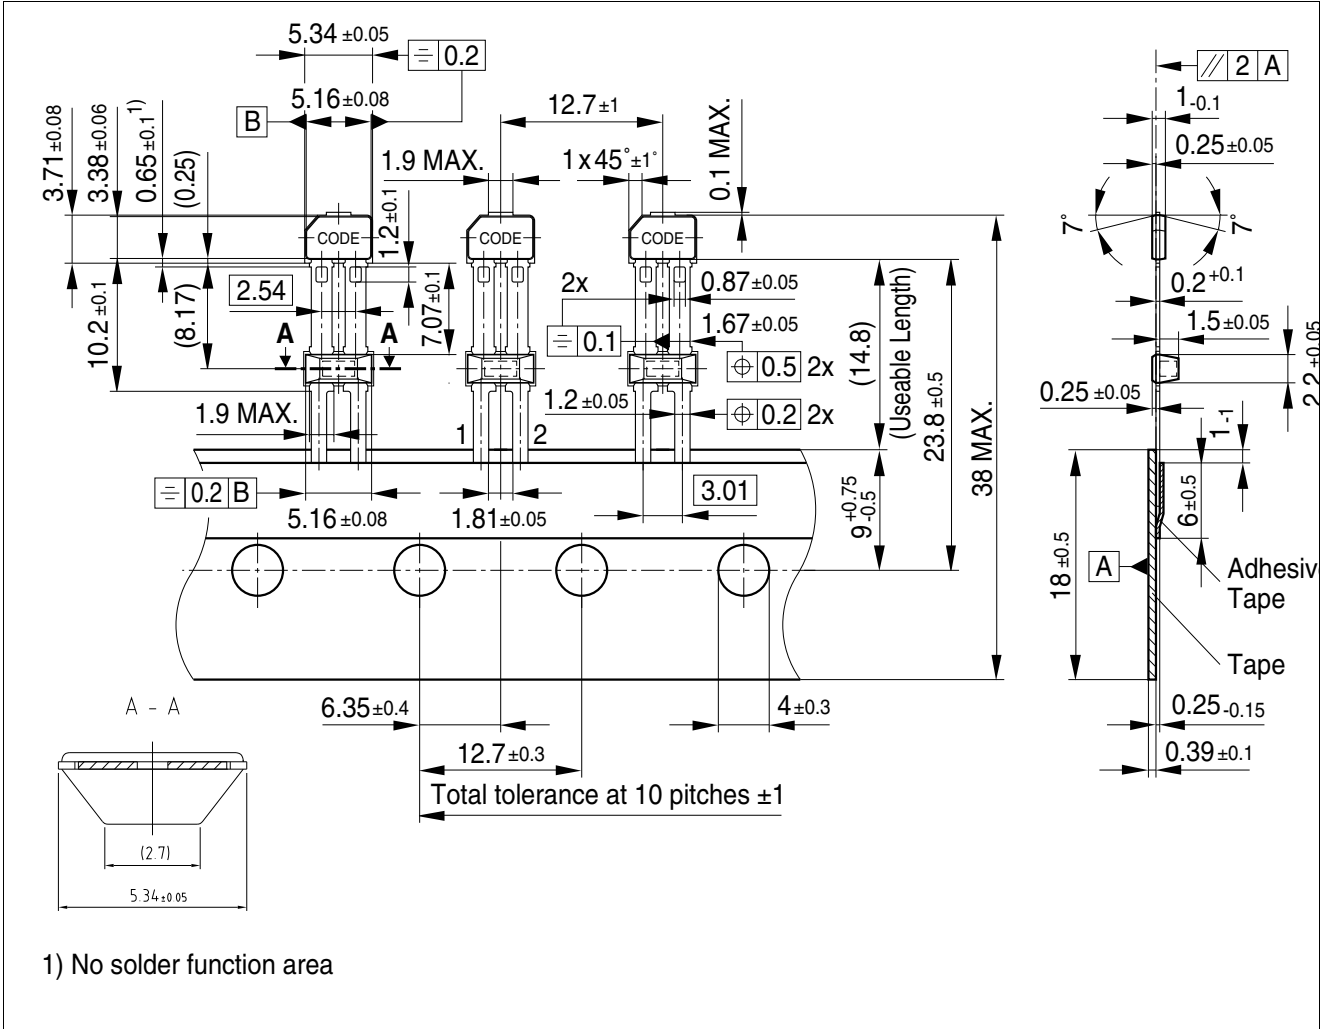 5.34 ±0.05
⌯ 0.2
5.16±0.08
B
12.7±1
1.9 MAX.
1 x 45°±1°
0.1 MAX.
3.71±0.08
3.38±0.06
0.65±0.1 1)
(0.25)
1.2±0.1
CODE
CODE
CODE
2.54
10.2±0.1
(8.17)
A A
7.07±0.1
2x
⌯ 0.1
0.87±0.05
1.67±0.05
⌖ 0.5 2x
1.2±0.05
⌖ 0.2 2x
1.9 MAX.
1 2
(14.8)
(Useable Length)
23.8±0.5
38 MAX.
⌯ 0.2 B
5.16±0.08
1.81±0.05
3.01
9 +0.75 -0.5
6.35±0.4
4±0.3
12.7±0.3
Total tolerance at 10 pitches ±1
// 2 A
1-0.1
0.25±0.05
7° 7°
0.2+0.1
1.5±0.05
2.2±0.05
0.25±0.05
1-1
6±0.5
18±0.5
A
Adhesive
Tape
Tape
0.25-0.15
0.39±0.1
A - A
(2.7)
5.34±0.05
1) No solder function area